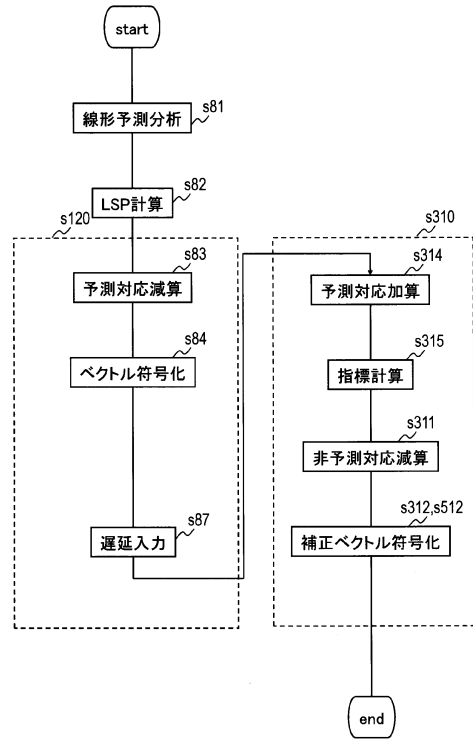 start
s81
線形予測分析
s82
LSP計算
s120
s83
予測対応減算
s84
ベクトル符号化
s87
遅延入力
s310
s314
予測対応加算
s315
指標計算
s311
非予測対応減算
s312,s512
補正ベクトル符号化
end